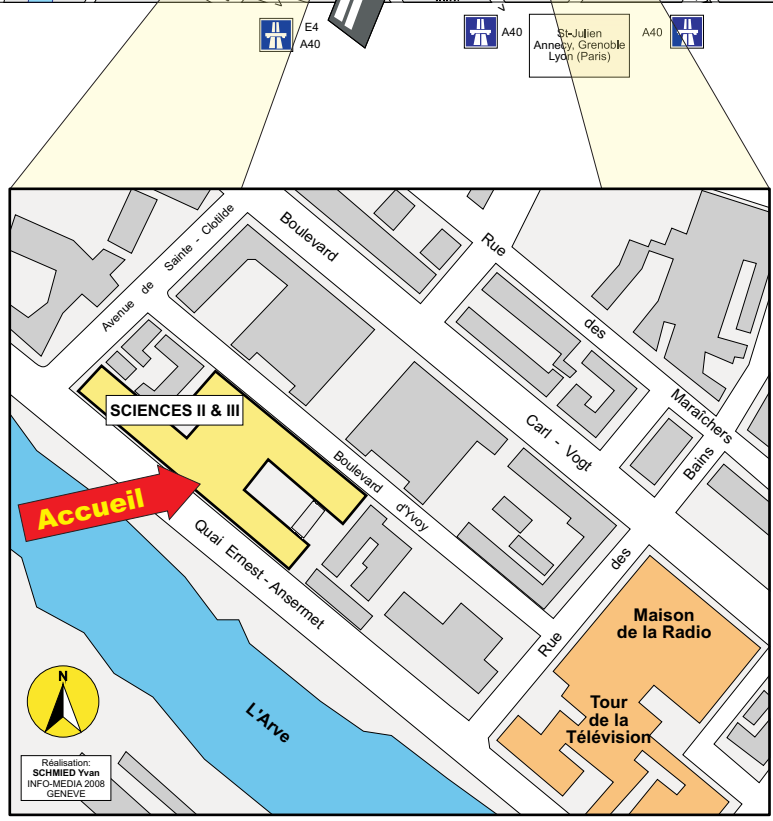 E4
A40
A40
St-Julien
Annecy, Grenoble
Lyon (Paris)
A40
Avenue de Sainte - Clotilde
Boulevard Carl - Vogt
Rue des Maraîchers
SCIENCES II & III
Boulevard d'Yvoy
Accueil
Quai Ernest - Ansermet
Rue des Bains
Maison
de la Radio
Tour
de la
Télévision
L'Arve
N
Réalisation:
SCHMIED Yvan
INFO-MEDIA 2008
GENEVE